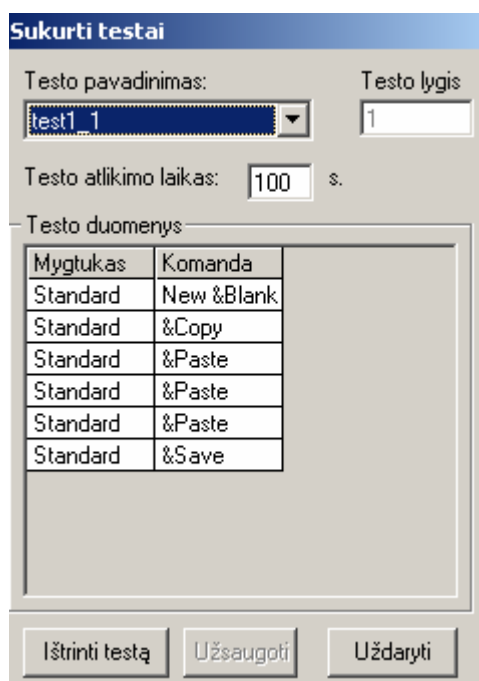 Sukurti testai
Testo pavadinimas: Testo lygis
test1_1 1
Testo atlikimo laikas: 100 s.
Testo duomenys
Mygtukas Komanda
Standard New &Blank
Standard &Copy
Standard &Paste
Standard &Paste
Standard &Paste
Standard &Save
Ištrinti testą Užsaugoti Uždaryti